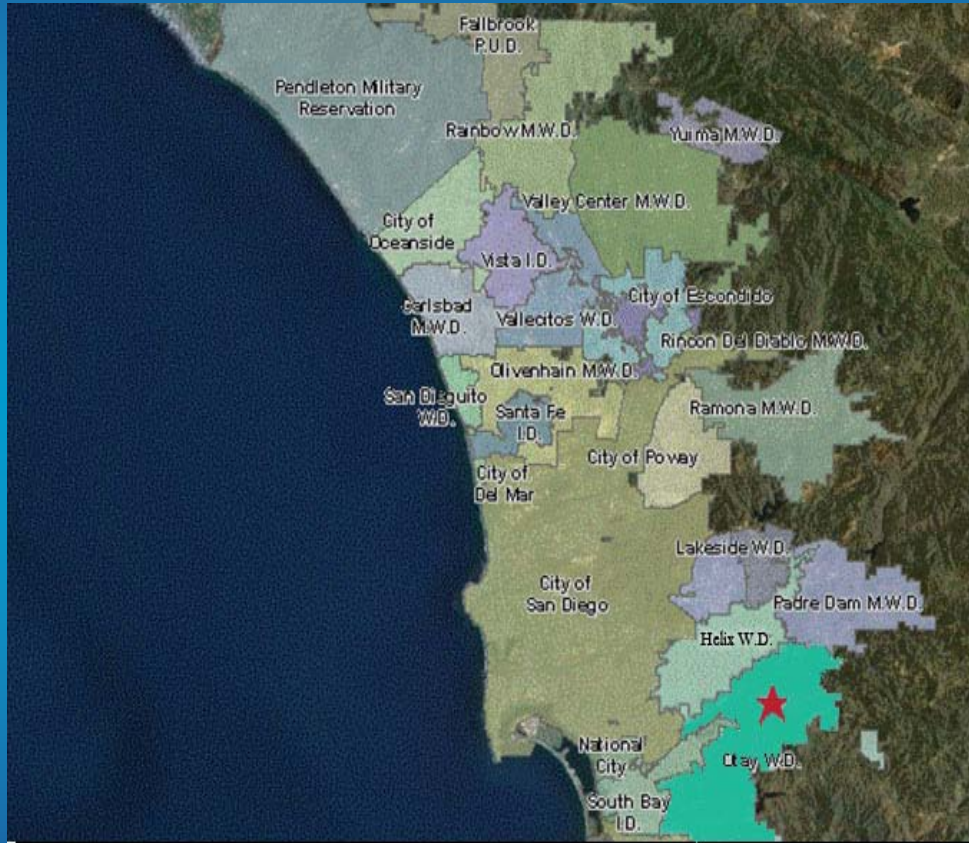 Fallbrook
P.U.D.
Pendleton Military
Reservation
Rainbow M.W.D.
Yuima M.W.D.
Valley Center M.W.D.
City of
Oceanside
Vista I.D.
City of Escondido
Carlsbad
M.W.D.
Vallecitos W.D.
Rincon Del Diablo M.W.D.
Olivenhain M.W.D.
San Dieguito
W.D.
Santa Fe
I.D.
Ramona M.W.D.
City of Poway
City of
Del Mar
Lakeside W.D.
City of
San Diego
Padre Dam M.W.D.
Helix W.D.
National
City
Otay W.D.
South Bay
I.D.